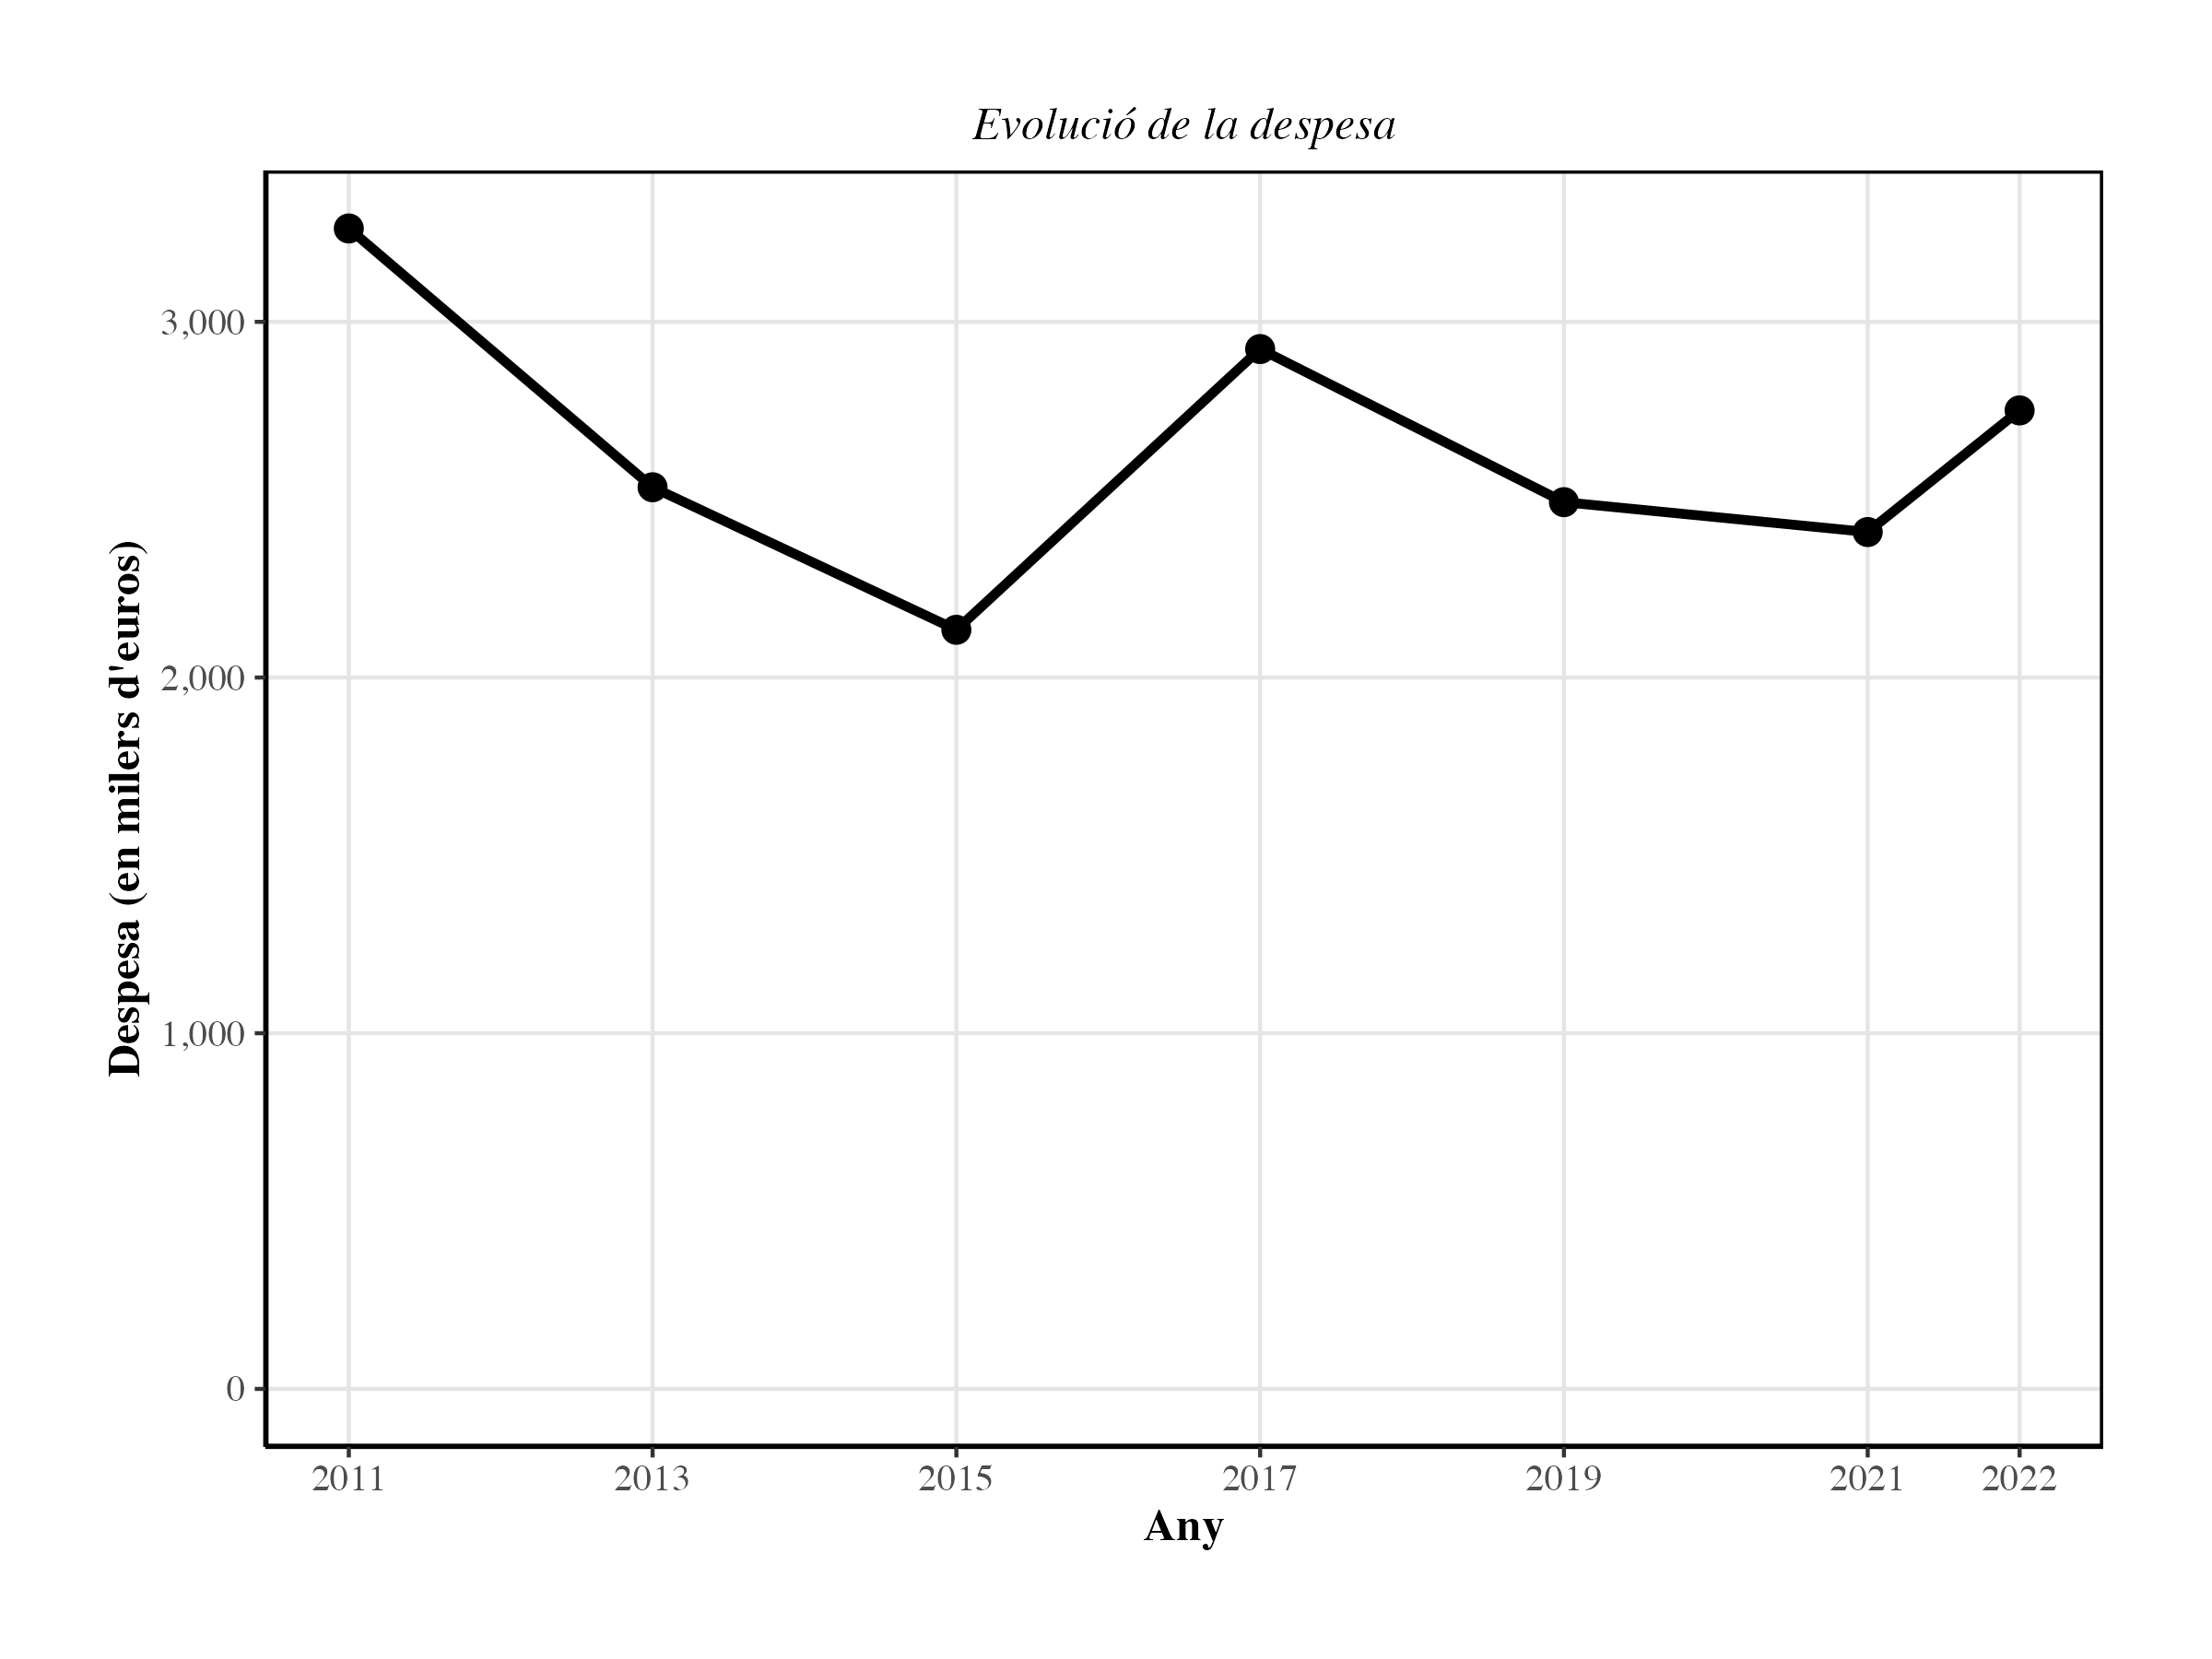 Evolució de la despesa
Despesa (en milers d'euros)
3,000
2,000
1,000
0
2011 2013 2015 2017 2019 2021 2022
Any